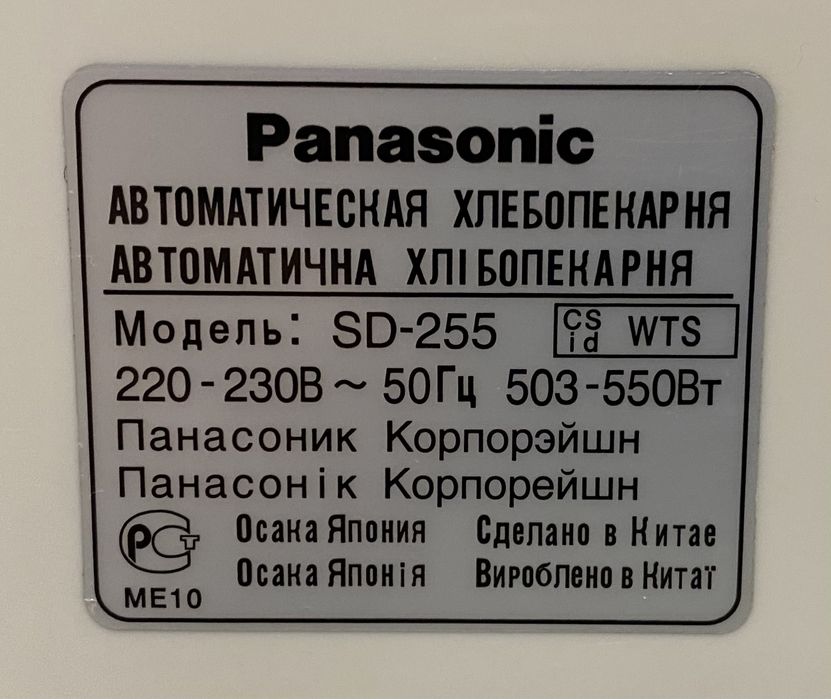 Panasonic
АВТОМАТИЧЕСКАЯ ХЛЕБОПЕКАРНЯ
АВТОМАТИЧНА ХЛІБОПЕКАРНЯ
Модель: SD-255 CS id WTS
220-230В ~ 50Гц 503-550Вт
Панасоник Корпорэйшн
Панасонік Корпорейшн
РСТ Осака Япония Сделано в Китае
Осака Японія Вироблено в Китаї
ME10